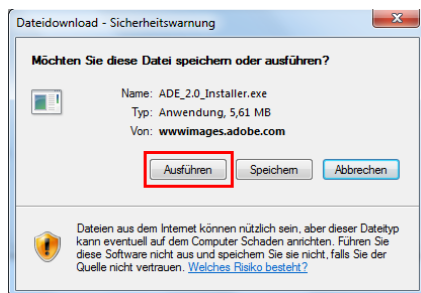 Dateidownload - Sicherheitswarnung
Möchten Sie diese Datei speichern oder ausführen?
Name: ADE_2.0_Installer.exe
Typ: Anwendung, 5,61 MB
Von: wwwimages.adobe.com
Ausführen Speichern Abbrechen
Dateien aus dem Internet können nützlich sein, aber dieser Dateityp
kann eventuell auf dem Computer Schaden anrichten. Führen Sie
diese Software nicht aus und speichern Sie sie nicht, falls Sie der
Quelle nicht vertrauen. Welches Risiko besteht?